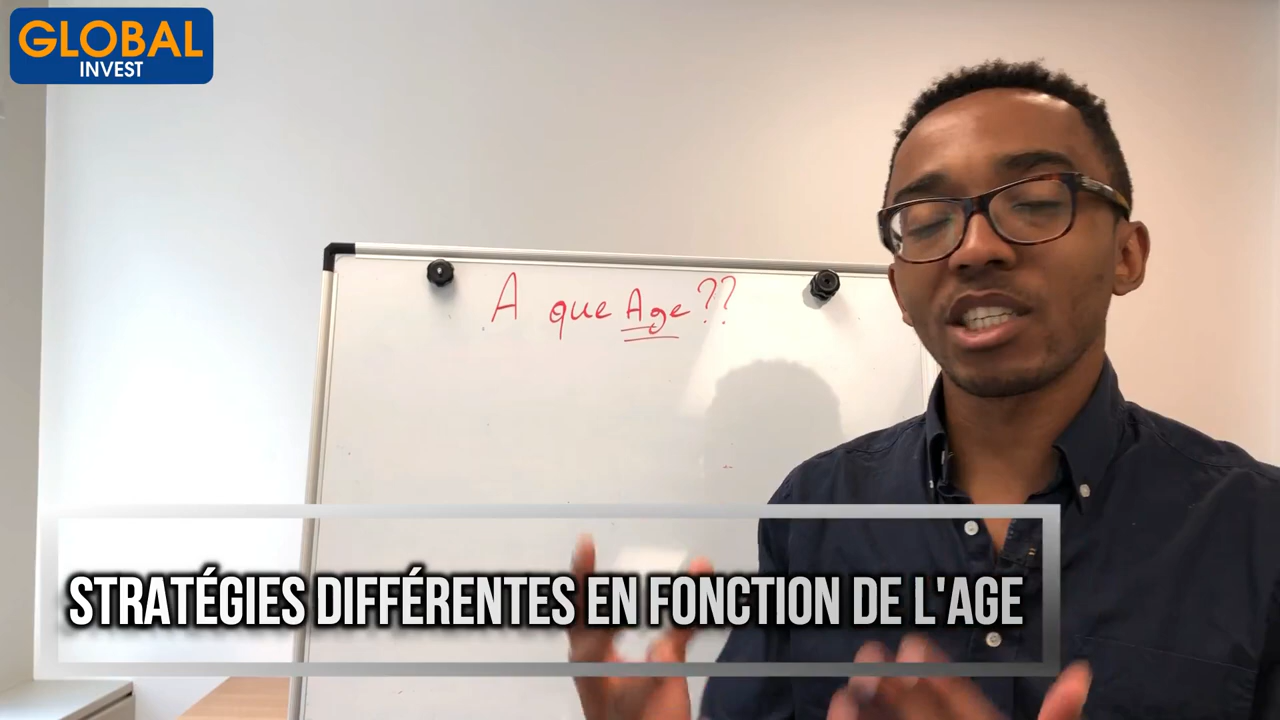 GLOBAL
INVEST
A que Age ??
STRATÉGIES DIFFÉRENTES EN FONCTION DE L'AGE